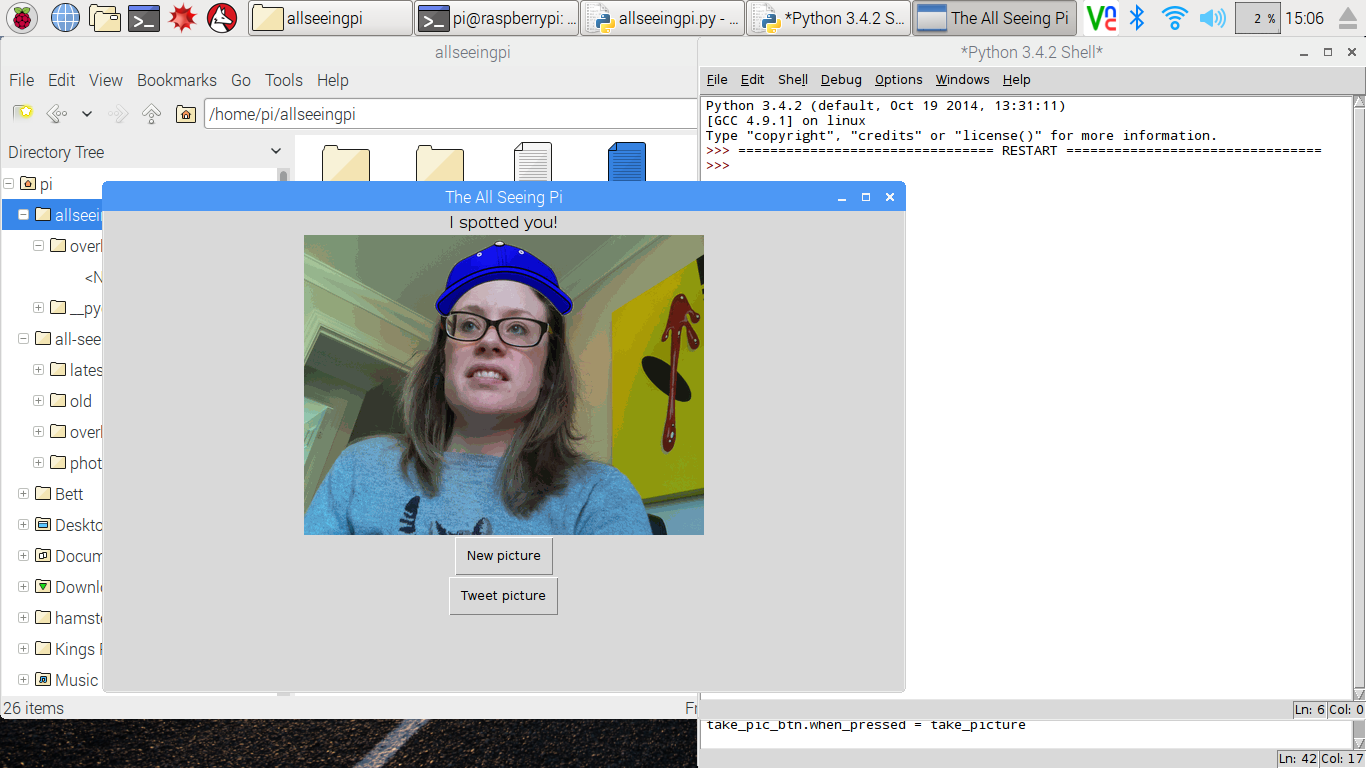 allseeingpi
pi@raspberrypi: ...
allseeingpi.py - ...
*Python 3.4.2 S...
The All Seeing Pi
VNC
2 %
15:06
allseeingpi
File Edit View Bookmarks Go Tools Help
/home/pi/allseeingpi
Directory Tree
pi
allseei
overl
<N
__py
all-see
lates
old
overl
phot
Bett
Deskto
Docum
Downlo
hamste
Kings
Music
26 items
Fr
*Python 3.4.2 Shell*
File Edit Shell Debug Options Windows Help
Python 3.4.2 (default, Oct 19 2014, 13:31:11)
[GCC 4.9.1] on linux
Type "copyright", "credits" or "license()" for more information.
>>> ================================ RESTART ================================
>>>
Ln: 6 Col: 0
take_pic_btn.when_pressed = take_picture
Ln: 42 Col: 17
The All Seeing Pi
I spotted you!
New picture
Tweet picture